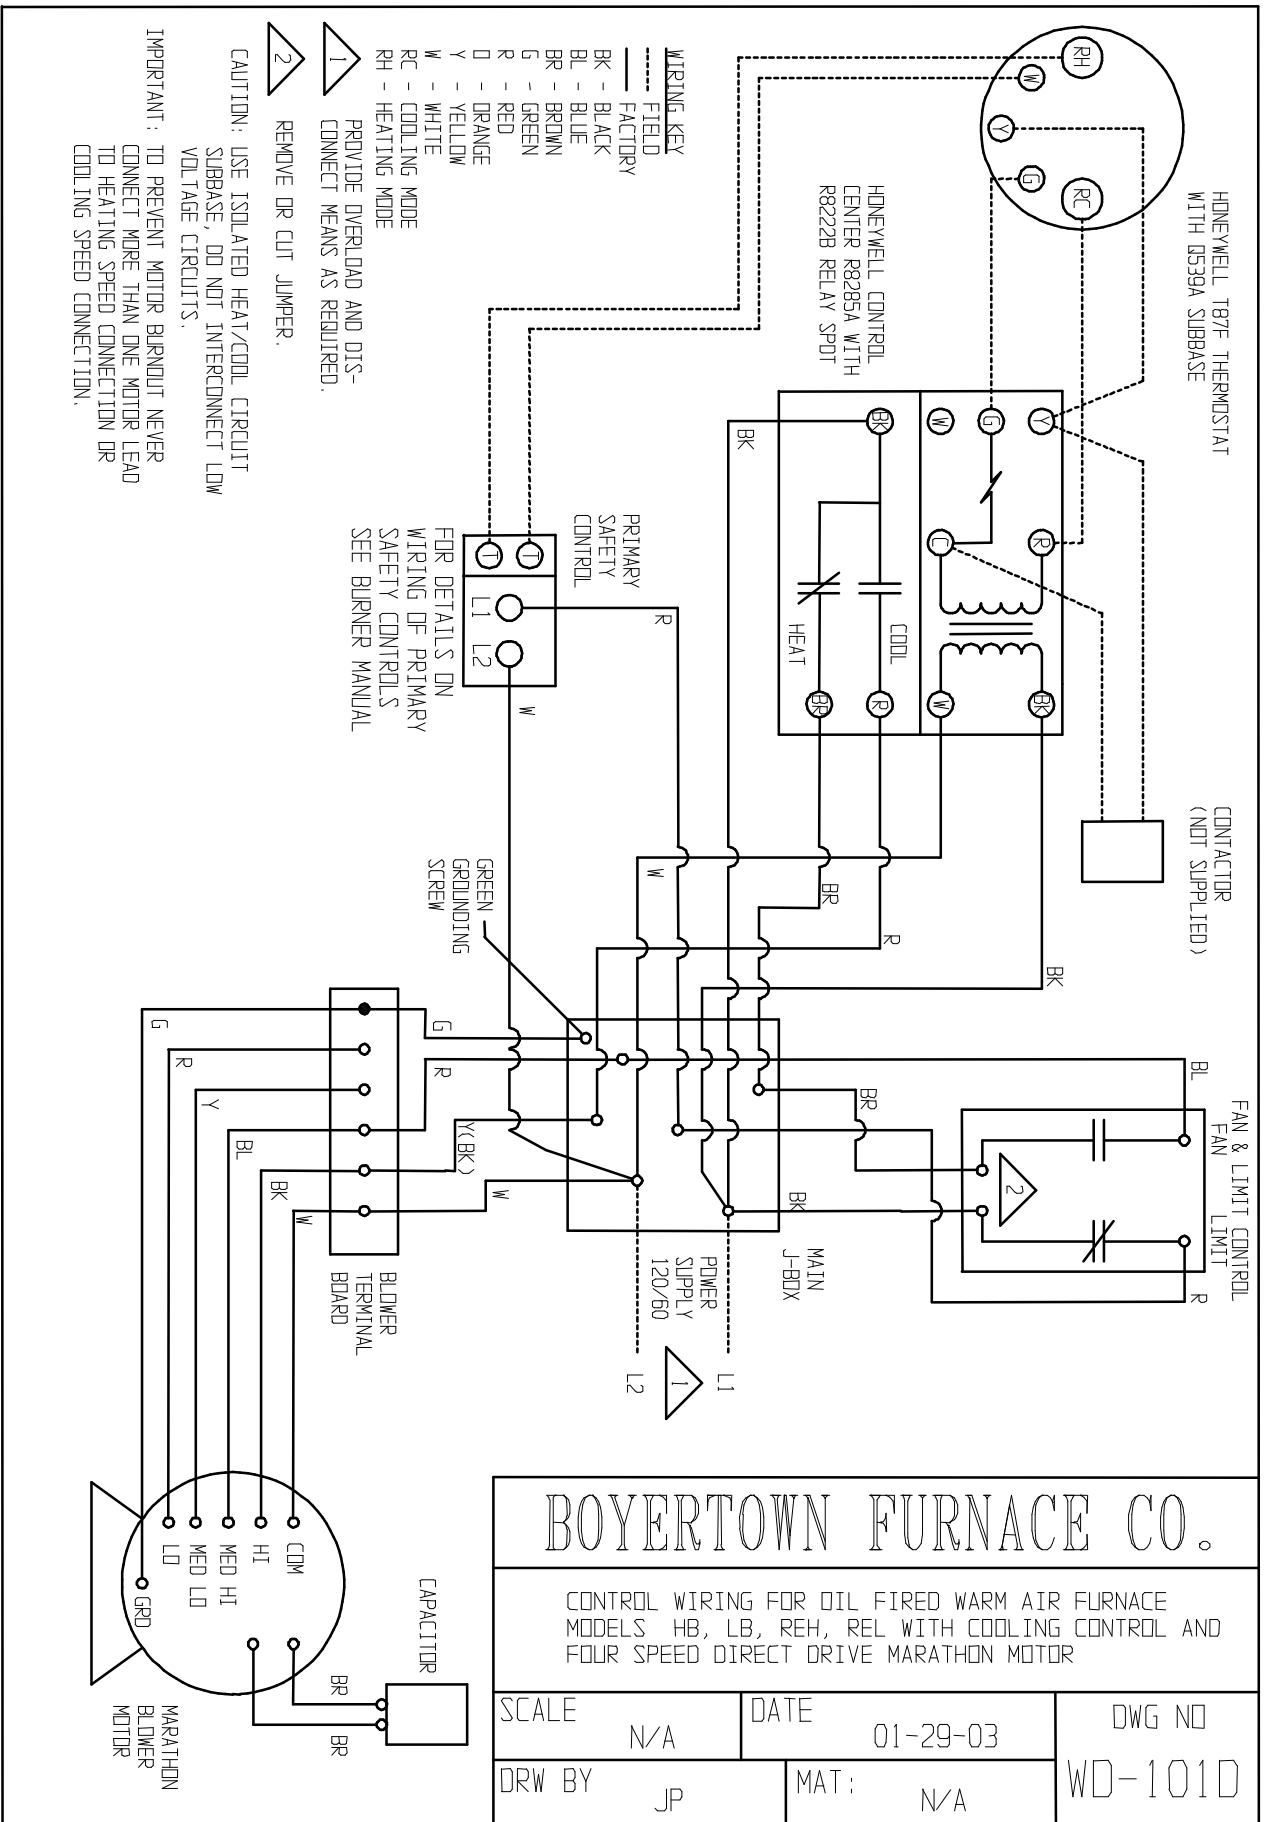 HONEYWELL T87F THERMOSTAT
WITH Q539A SUBBASE
RH
W
Y
G
RC
WIRING KEY
FIELD
FACTORY
BK - BLACK
BL - BLUE
BR - BROWN
G - GREEN
R - RED
O - ORANGE
Y - YELLOW
W - WHITE
RC - COOLING MODE
RH - HEATING MODE
1
PROVIDE OVERLOAD AND DIS-
CONNECT MEANS AS REQUIRED.
2
REMOVE OR CUT JUMPER.
CAUTION: USE ISOLATED HEAT/COOL CIRCUIT
SUBBASE, DO NOT INTERCONNECT LOW
VOLTAGE CIRCUITS.
IMPORTANT: TO PREVENT MOTOR BURNOUT NEVER
CONNECT MORE THAN ONE MOTOR LEAD
TO HEATING SPEED CONNECTION OR
COOLING SPEED CONNECTION.
HONEYWELL CONTROL
CENTER R8285A WITH
R8222B RELAY SPDT
BK
W
G
Y
C
R
COOL
HEAT
BR
R
W
BK
BK
PRIMARY
SAFETY
CONTROL
T
T
L1
L2
R
W
FOR DETAILS ON
WIRING OF PRIMARY
SAFETY CONTROLS
SEE BURNER MANUAL
CONTACTOR
(NOT SUPPLIED)
W
BR
R
BK
GREEN
GROUNDING
SCREW
G
R
Y(BK)
W
G
R
Y
BL
BK
W
BLOWER
TERMINAL
BOARD
BL
BR
BK
R
FAN & LIMIT CONTROL
FAN
LIMIT
2
MAIN
J-BOX
POWER
SUPPLY
120/60
L1
1
L2
COM
HI
MED HI
MED LO
LO
GRD
CAPACITOR
BR
BR
MARATHON
BLOWER
MOTOR
BOYERTOWN FURNACE CO.
CONTROL WIRING FOR OIL FIRED WARM AIR FURNACE
MODELS HB, LB, REH, REL WITH COOLING CONTROL AND
FOUR SPEED DIRECT DRIVE MARATHON MOTOR
SCALE
N/A
DATE
01-29-03
DWG NO
WD-101D
DRW BY
JP
MAT:
N/A